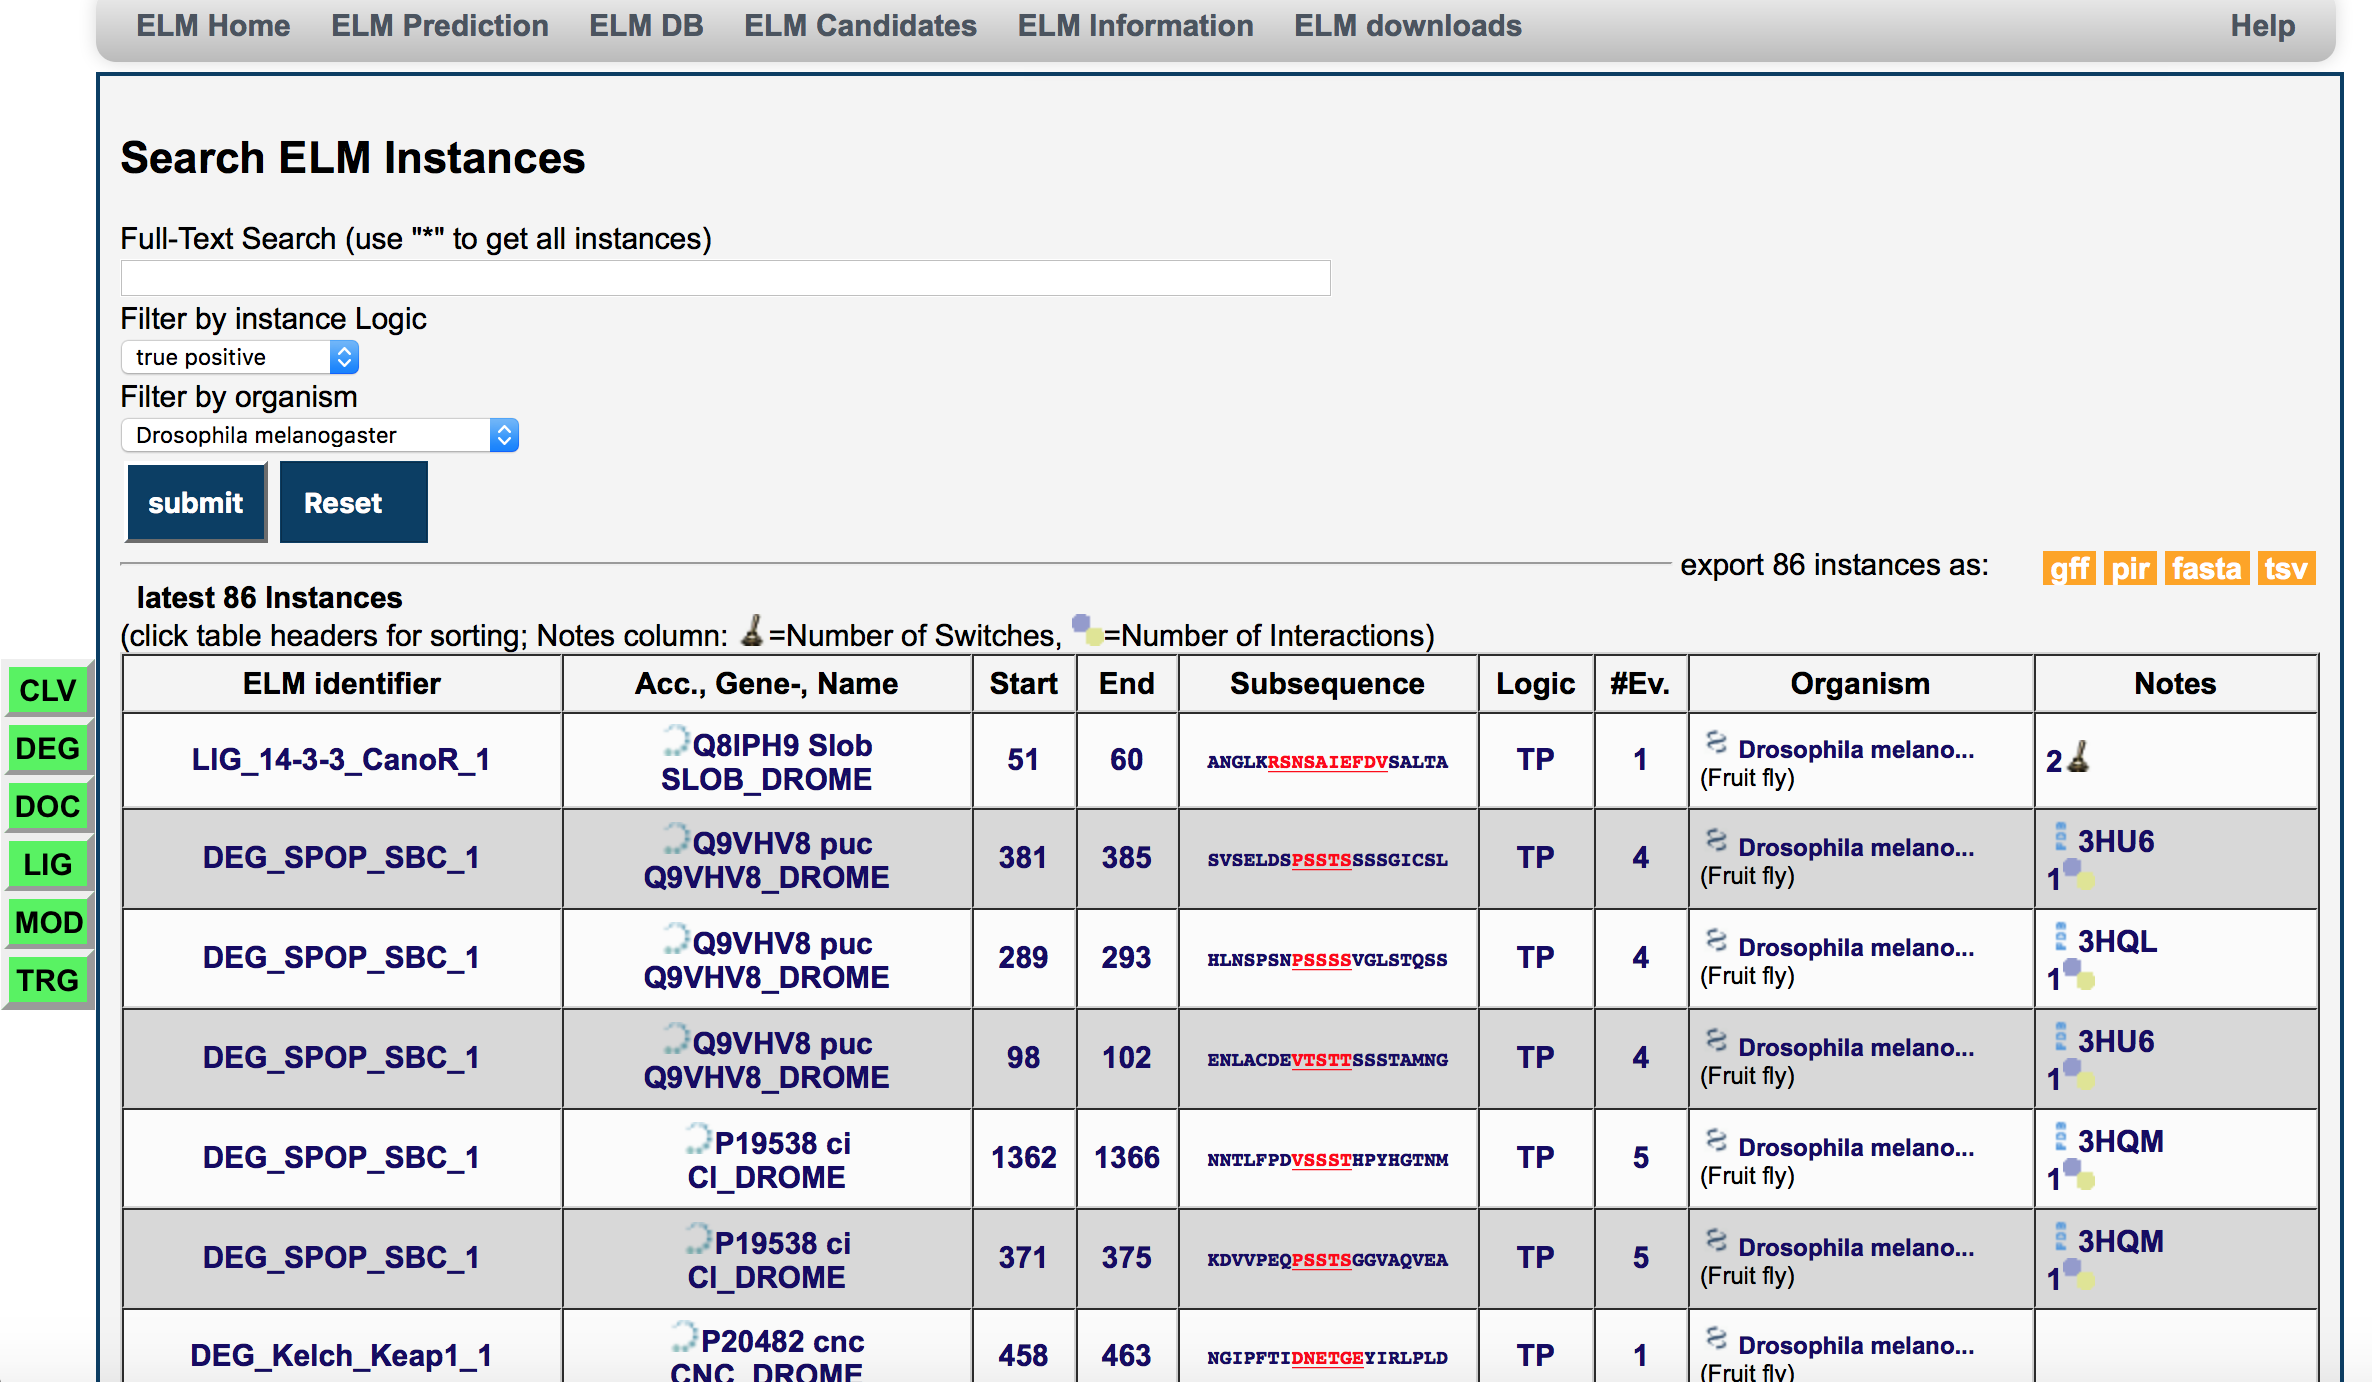 ELM Home ELM Prediction ELM DB ELM Candidates ELM Information ELM downloads Help
Search ELM Instances
Full-Text Search (use "*" to get all instances)
Filter by instance Logic
true positive
Filter by organism
Drosophila melanogaster
submit Reset
export 86 instances as: gff pir fasta tsv
latest 86 Instances
(click table headers for sorting; Notes column: =Number of Switches, =Number of Interactions)
CLV
DEG
DOC
LIG
MOD
TRG
ELM identifier Acc., Gene-, Name Start End Subsequence Logic #Ev. Organism Notes
LIG_14-3-3_CanoR_1 Q8IPH9 Slob SLOB_DROME 51 60 ANGLKRSNSAIEFDVSALTA TP 1 Drosophila melano... (Fruit fly) 2
DEG_SPOP_SBC_1 Q9VHV8 puc Q9VHV8_DROME 381 385 SVSELDSPSSTSSSSGICSL TP 4 Drosophila melano... (Fruit fly) PDB 3HU6 1
DEG_SPOP_SBC_1 Q9VHV8 puc Q9VHV8_DROME 289 293 HLNSPSNPSSSSVGLSTQSS TP 4 Drosophila melano... (Fruit fly) PDB 3HQL 1
DEG_SPOP_SBC_1 Q9VHV8 puc Q9VHV8_DROME 98 102 ENLACDEVTSTTSSSTAMNG TP 4 Drosophila melano... (Fruit fly) PDB 3HU6 1
DEG_SPOP_SBC_1 P19538 ci CI_DROME 1362 1366 NNTLFPDVSSSTHPYHGTNM TP 5 Drosophila melano... (Fruit fly) PDB 3HQM 1
DEG_SPOP_SBC_1 P19538 ci CI_DROME 371 375 KDVVPEQPSSTSGGVAQVEA TP 5 Drosophila melano... (Fruit fly) PDB 3HQM 1
DEG_Kelch_Keap1_1 P20482 cnc CNC_DROME 458 463 NGIPFTIDNETGEYIRLPLD TP 1 Drosophila melano... (Fruit fly)